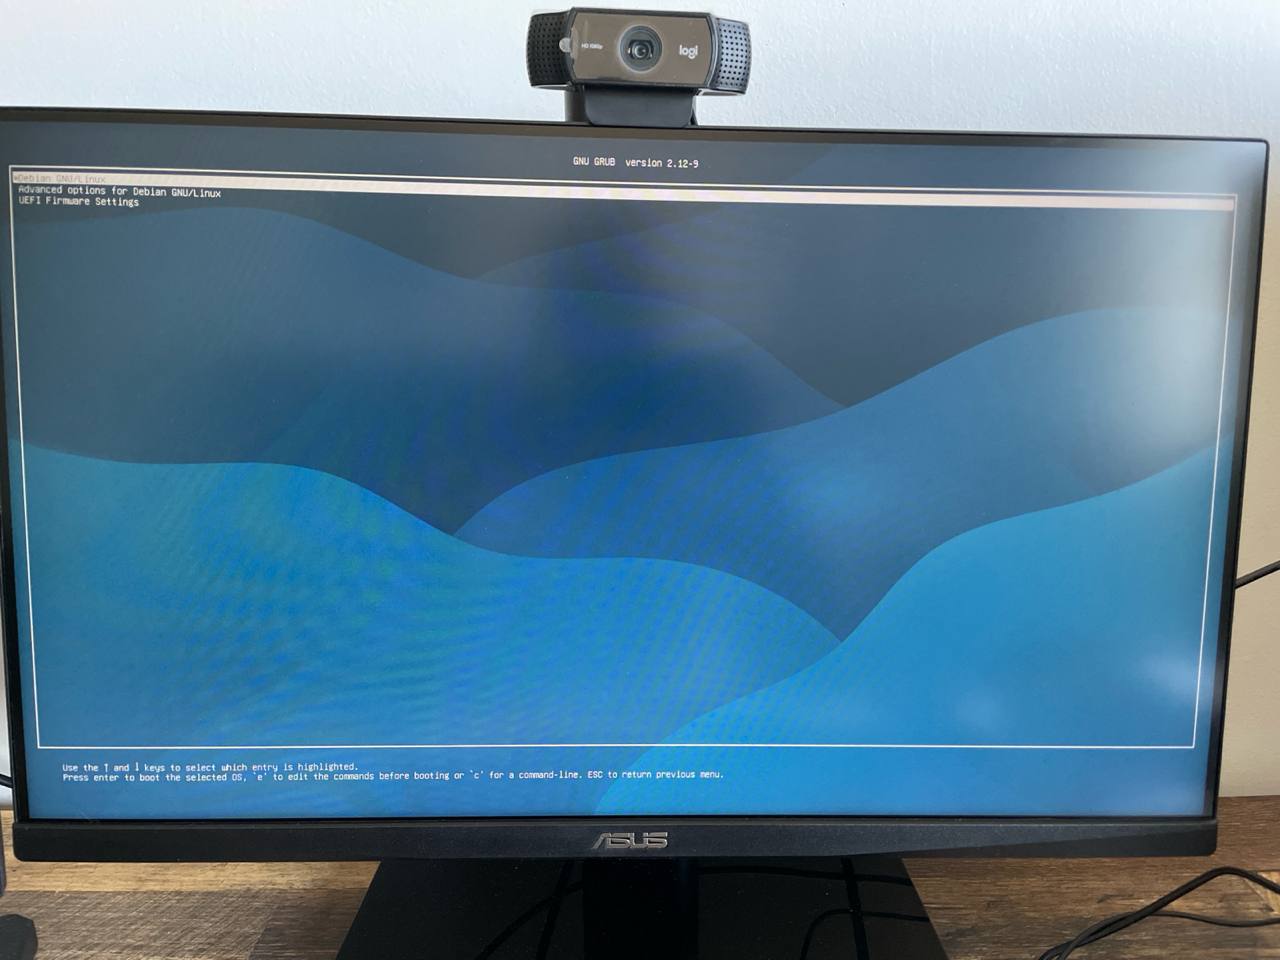 HD 1080p
logi
GNU GRUB version 2.12-9
*Debian GNU/Linux
Advanced options for Debian GNU/Linux
UEFI Firmware Settings
Use the ↑ and ↓ keys to select which entry is highlighted.
Press enter to boot the selected OS, `e' to edit the commands before booting or `c' for a command-line. ESC to return previous menu.
ASUS